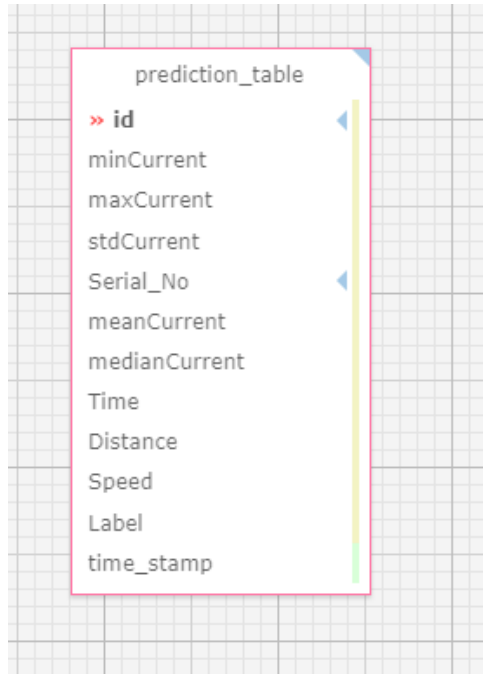 prediction_table
» id
minCurrent
maxCurrent
stdCurrent
Serial_No
meanCurrent
medianCurrent
Time
Distance
Speed
Label
time_stamp